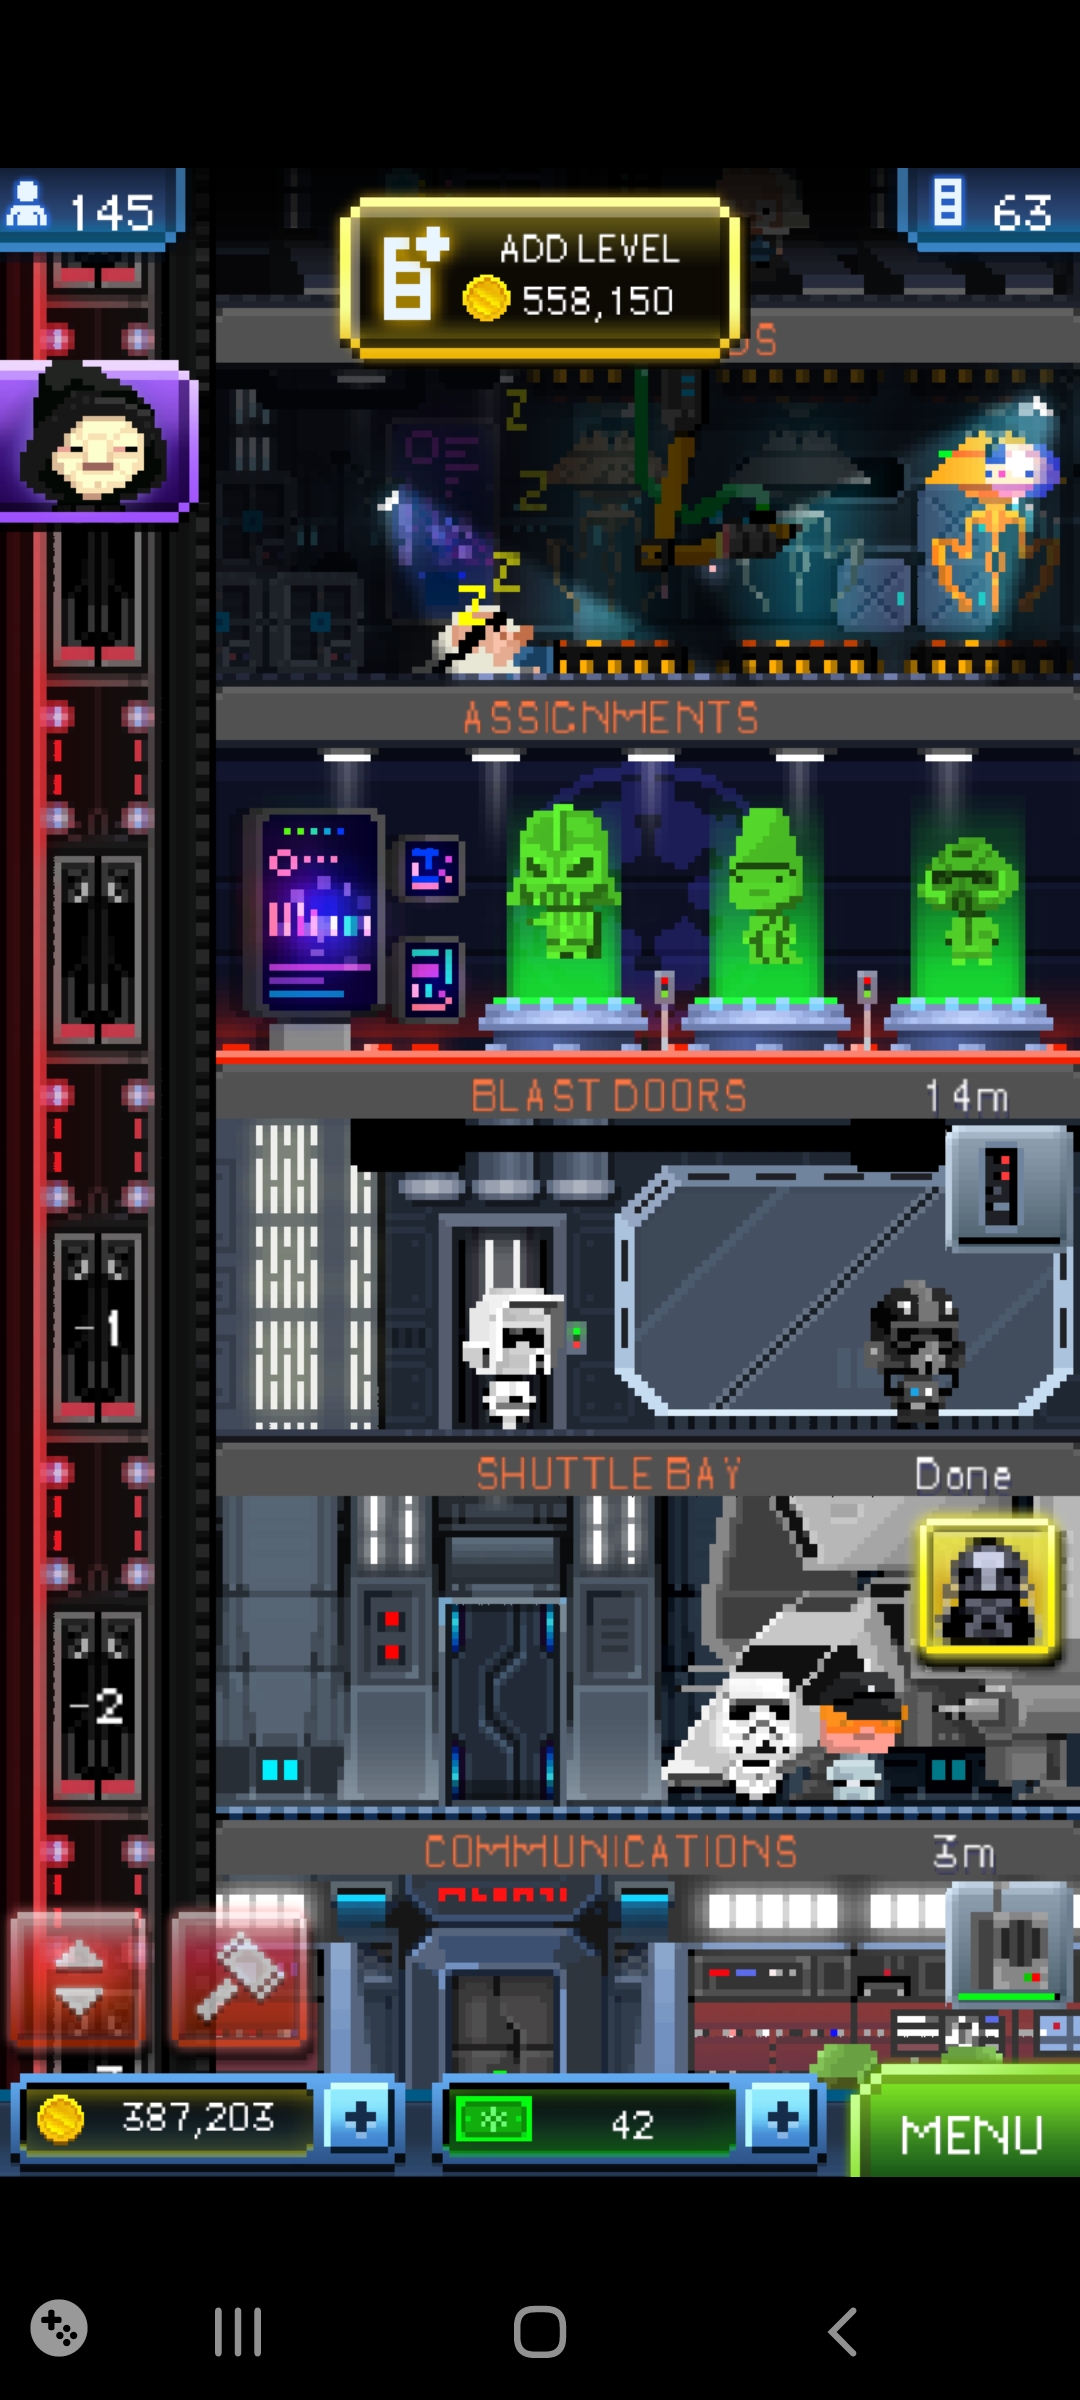 145
63
ADD LEVEL
558,150
Z
Z
Z
Z
ASSIGNMENTS
BLAST DOORS 14m
-1
SHUTTLE BAY Done
-2
COMMUNICATIONS 3m
387,203
42
MENU